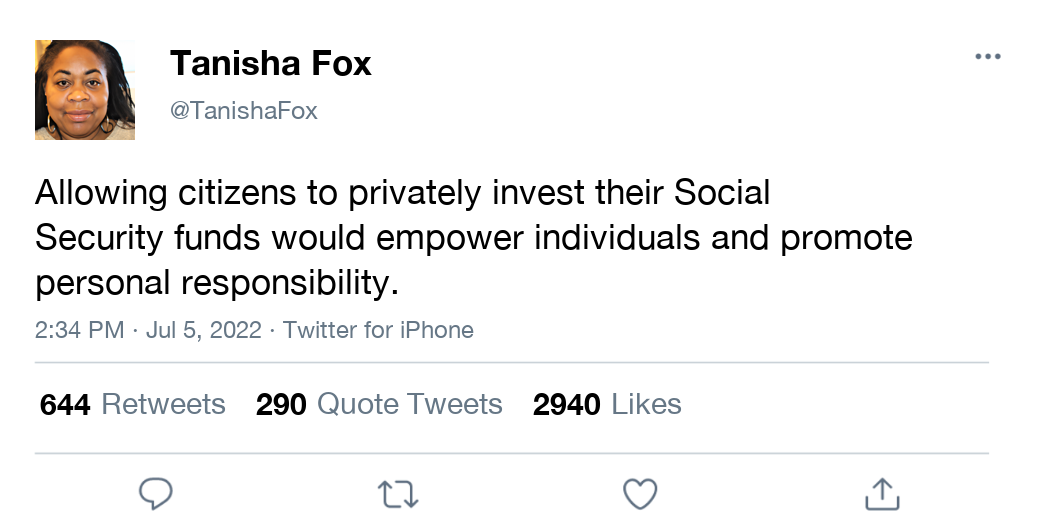 Tanisha Fox
@TanishaFox
Allowing citizens to privately invest their Social
Security funds would empower individuals and promote
personal responsibility.
2:34 PM · Jul 5, 2022 · Twitter for iPhone
644 Retweets 290 Quote Tweets 2940 Likes